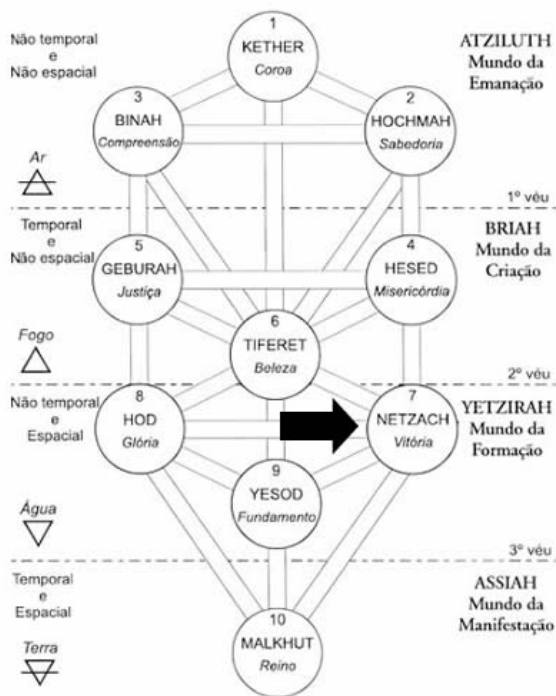 Não temporal
e
Não espacial
1
KETHER
Coroa
ATZILUTH
Mundo da
Emanação
3
BINAH
Compreensão
2
HOCHMAH
Sabedoria
Ar
1º véu
Temporal
e
Não espacial
BRIAH
Mundo da
Criação
5
GEBURAH
Justiça
4
HESED
Misericórdia
6
TIFERET
Beleza
Fogo
2º véu
Não temporal
e
Espacial
8
HOD
Glória
7
NETZACH
Vitória
YETZIRAH
Mundo da
Formação
9
YESOD
Fundamento
Água
3º véu
Temporal
e
Espacial
ASSIAH
Mundo da
Manifestação
10
MALKHUT
Reino
Terra